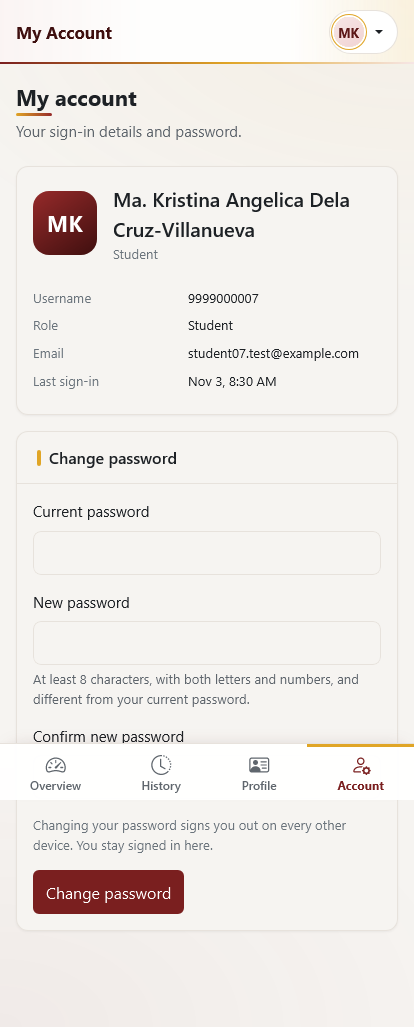 My Account
MK
My account
Your sign-in details and password.
MK
Ma. Kristina Angelica Dela
Cruz-Villanueva
Student
Username 9999000007
Role Student
Email student07.test@example.com
Last sign-in Nov 3, 8:30 AM
Change password
Current password
New password
At least 8 characters, with both letters and numbers, and
different from your current password.
Confirm new password
Overview History Profile Account
Changing your password signs you out on every other
device. You stay signed in here.
Change password